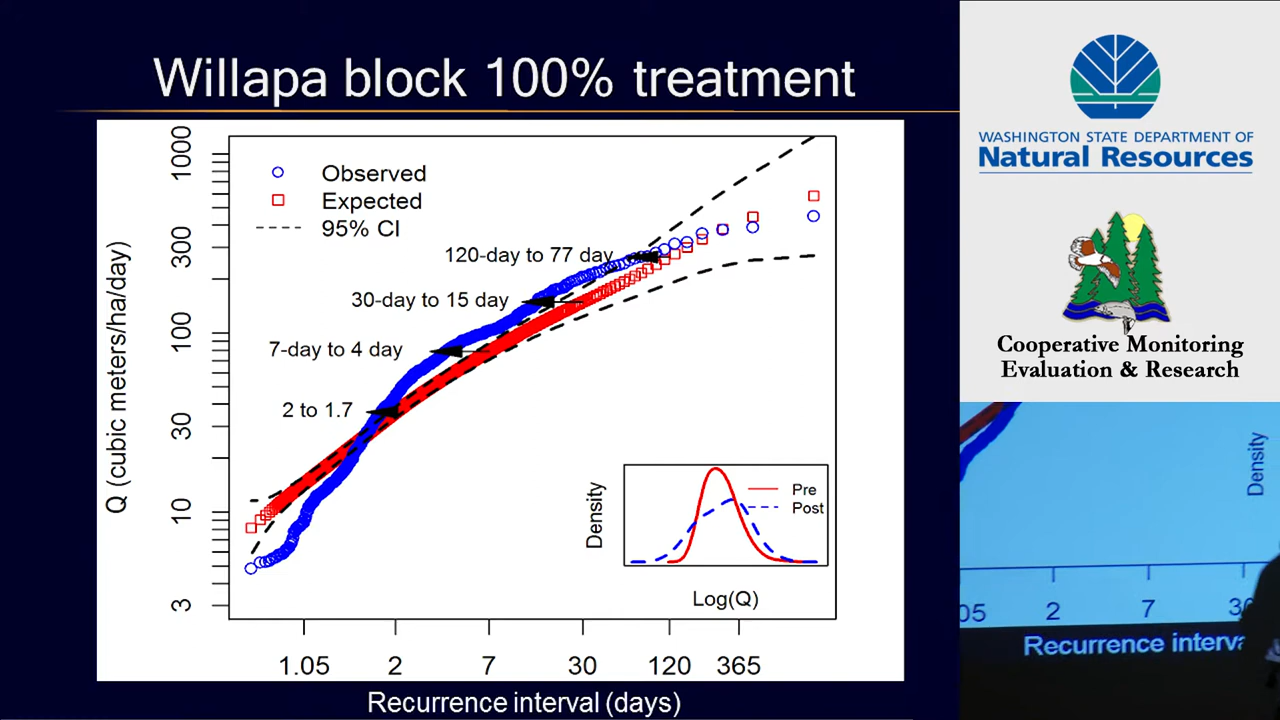 Willapa block 100% treatment
Observed
Expected
95% CI
120-day to 77 day
30-day to 15 day
7-day to 4 day
2 to 1.7
Q (cubic meters/ha/day)
1000
300
100
30
10
3
Density
Pre
Post
Log(Q)
1.05 2 7 30 120 365
Recurrence interval (days)
WASHINGTON STATE DEPARTMENT OF
Natural Resources
Cooperative Monitoring
Evaluation & Research
Density
05 2 7 30
Recurrence interva